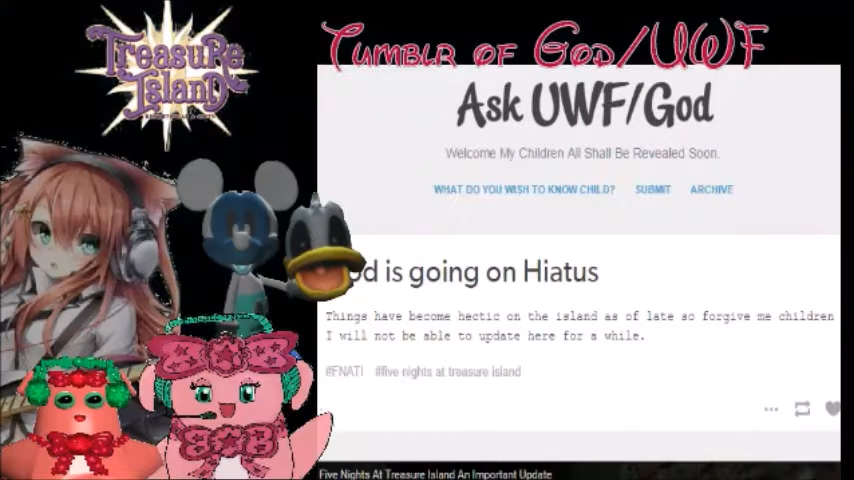 Treasure
Island
Tumblr of God/UWF
Ask UWF/God
Welcome My Children All Shall Be Revealed Soon.
WHAT DO YOU WISH TO KNOW CHILD? SUBMIT ARCHIVE
is going on Hiatus
Things have become hectic on the island as of late so forgive me children
I will not be able to update here for a while.
#FNATI #five nights at treasure island
Five Nights At Treasure Island An Important Update